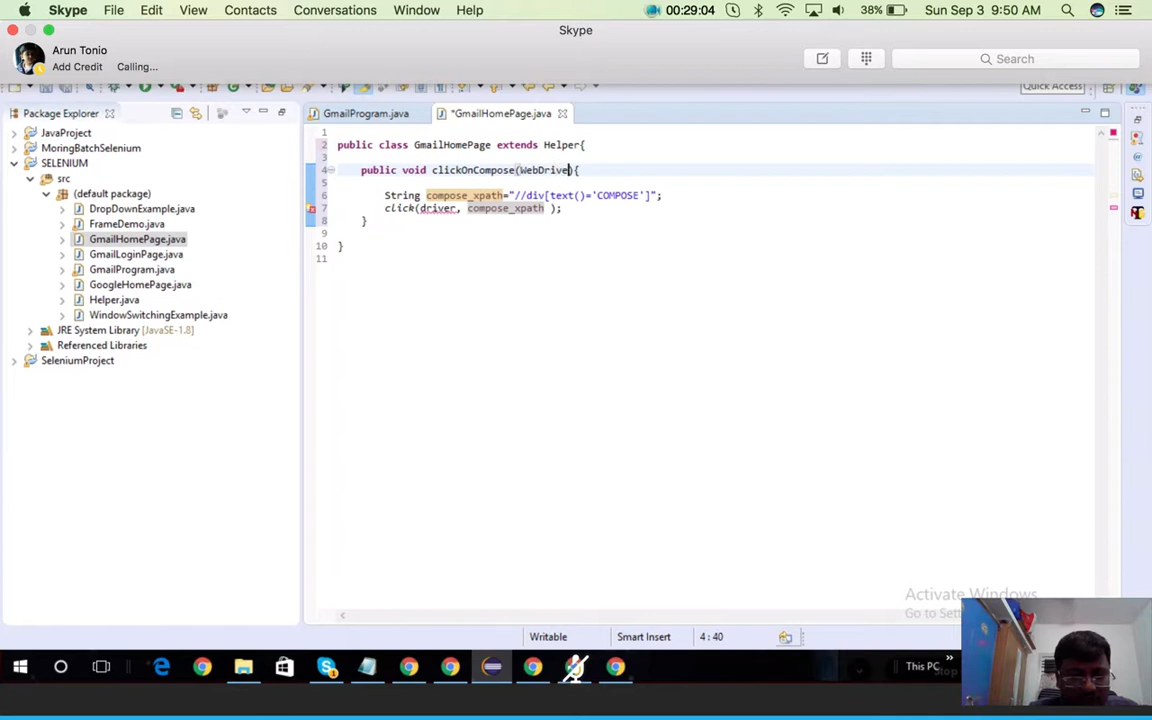 Skype File Edit View Contacts Conversations Window Help 00:29:04 38% Sun Sep 3 9:50 AM
Skype
Arun Tonio
Add Credit Calling...
Search
Quick Access
Package Explorer
GmailProgram.java *GmailHomePage.java
JavaProject
MoringBatchSelenium
SELENIUM
src
(default package)
DropDownExample.java
FrameDemo.java
GmailHomePage.java
GmailLoginPage.java
GmailProgram.java
GoogleHomePage.java
Helper.java
WindowSwitchingExample.java
JRE System Library [JavaSE-1.8]
Referenced Libraries
SeleniumProject
1
2 public class GmailHomePage extends Helper{
3
4 public void clickOnCompose(WebDrive){
5
6 String compose_xpath="//div[text()='COMPOSE']";
7 click(driver, compose_xpath );
8 }
9
10 }
11
Activate Windows
Go to Sett
Writable Smart Insert 4 : 40
This PC
Stop